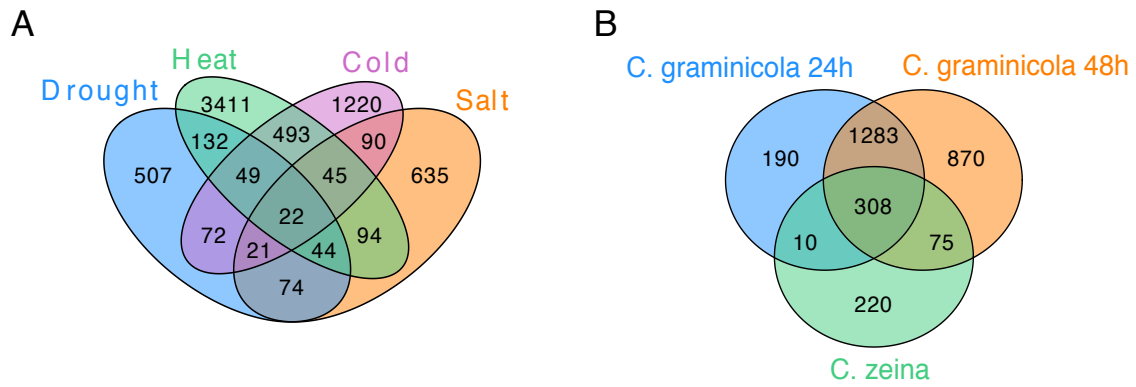 A
Heat
Cold
Drought
Salt
3411
1220
132
493
90
507
49
45
635
22
72
94
21
44
74
B
C. graminicola 24h
C. graminicola 48h
1283
190
870
308
10
75
220
C. zeina